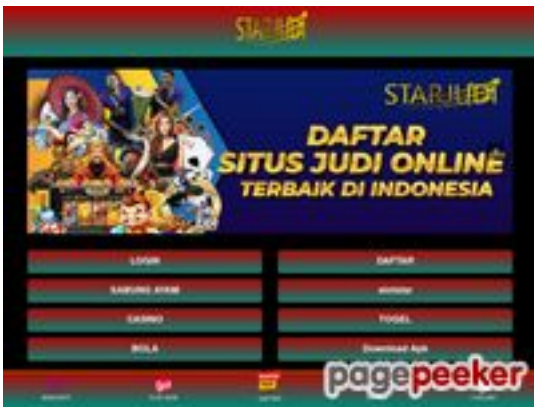 STARJUDI
STARJUDI
DAFTAR
SITUS JUDI ONLINE
TERBAIK DI INDONESIA
LOGIN
DAFTAR
SABUNG AYAM
CASINO
TOGEL
BOLA
Download Apk
pagepeeker